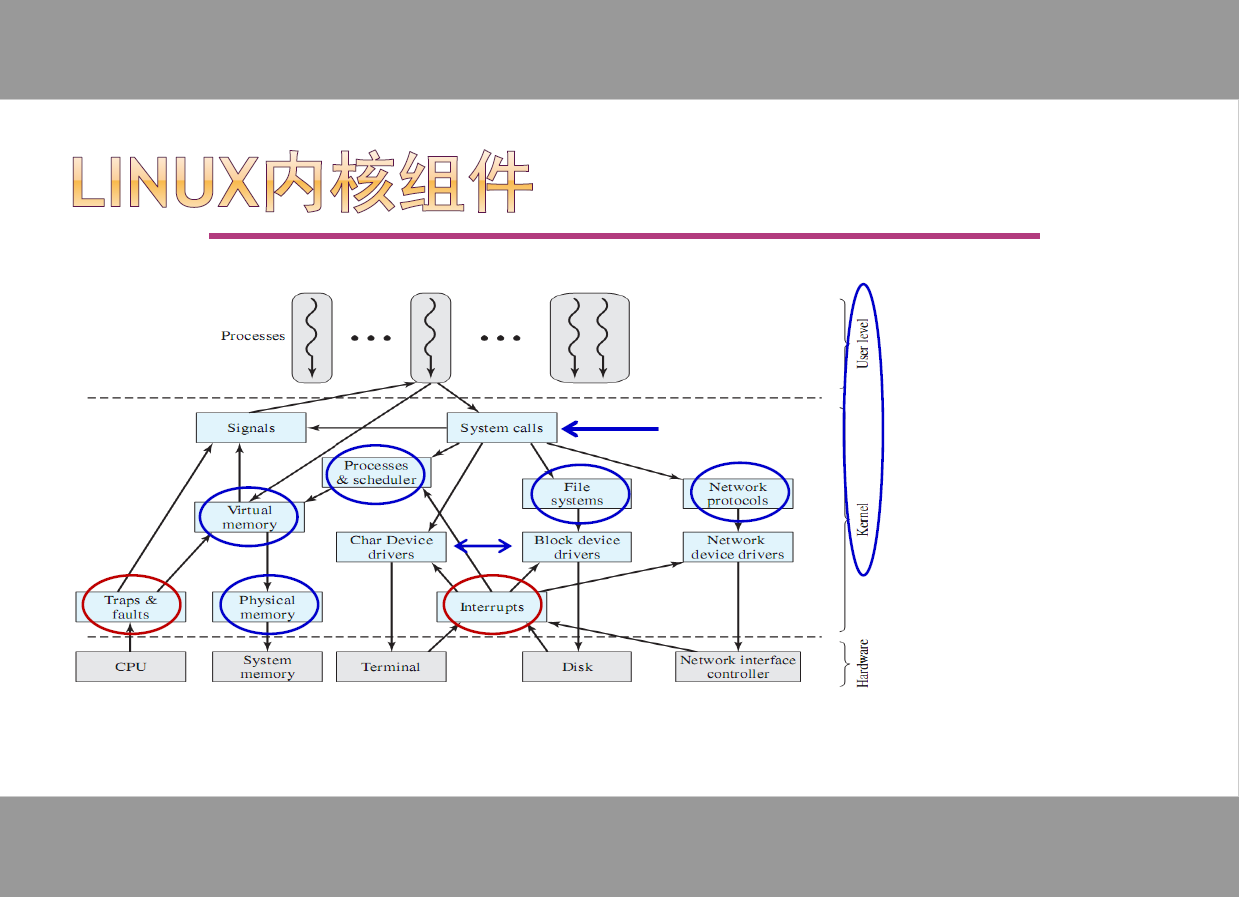 LINUX内核组件
Processes
User level
Signals
System calls
Processes
& scheduler
File
systems
Network
protocols
Virtual
memory
Kernel
Char Device
drivers
Block device
drivers
Network
device drivers
Traps &
faults
Physical
memory
Interrupts
CPU
System
memory
Terminal
Disk
Network interface
controller
Hardware